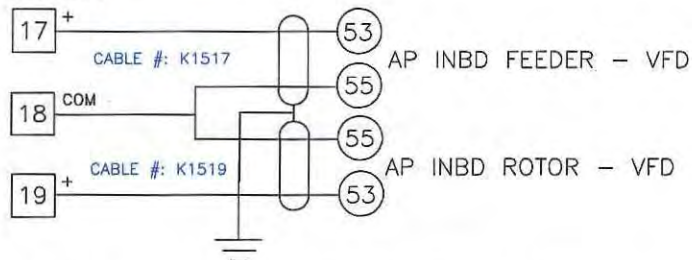 17 +
53
CABLE #: K1517
AP INBD FEEDER – VFD
55
18 COM
55
CABLE #: K1519
AP INBD ROTOR – VFD
19 +
53